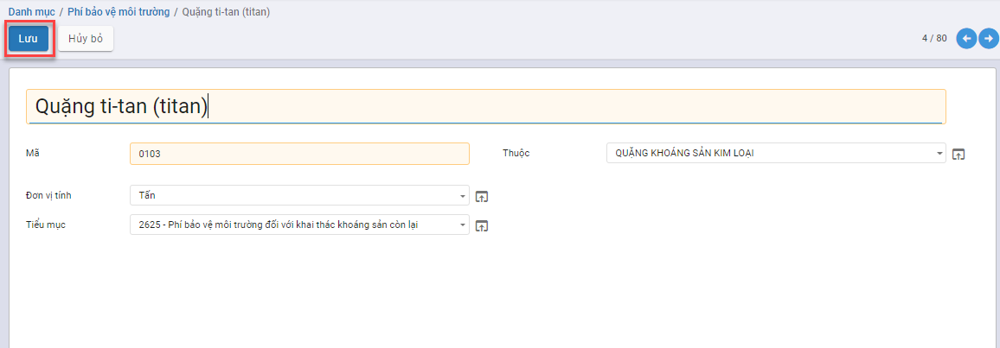 Danh mục / Phí bảo vệ môi trường / Quặng ti-tan (titan)
Lưu Hủy bỏ 4 / 80
Quặng ti-tan (titan)
Mã 0103 Thuộc QUẶNG KHOÁNG SẢN KIM LOẠI
Đơn vị tính Tấn
Tiểu mục 2625 - Phí bảo vệ môi trường đối với khai thác khoáng sản còn lại